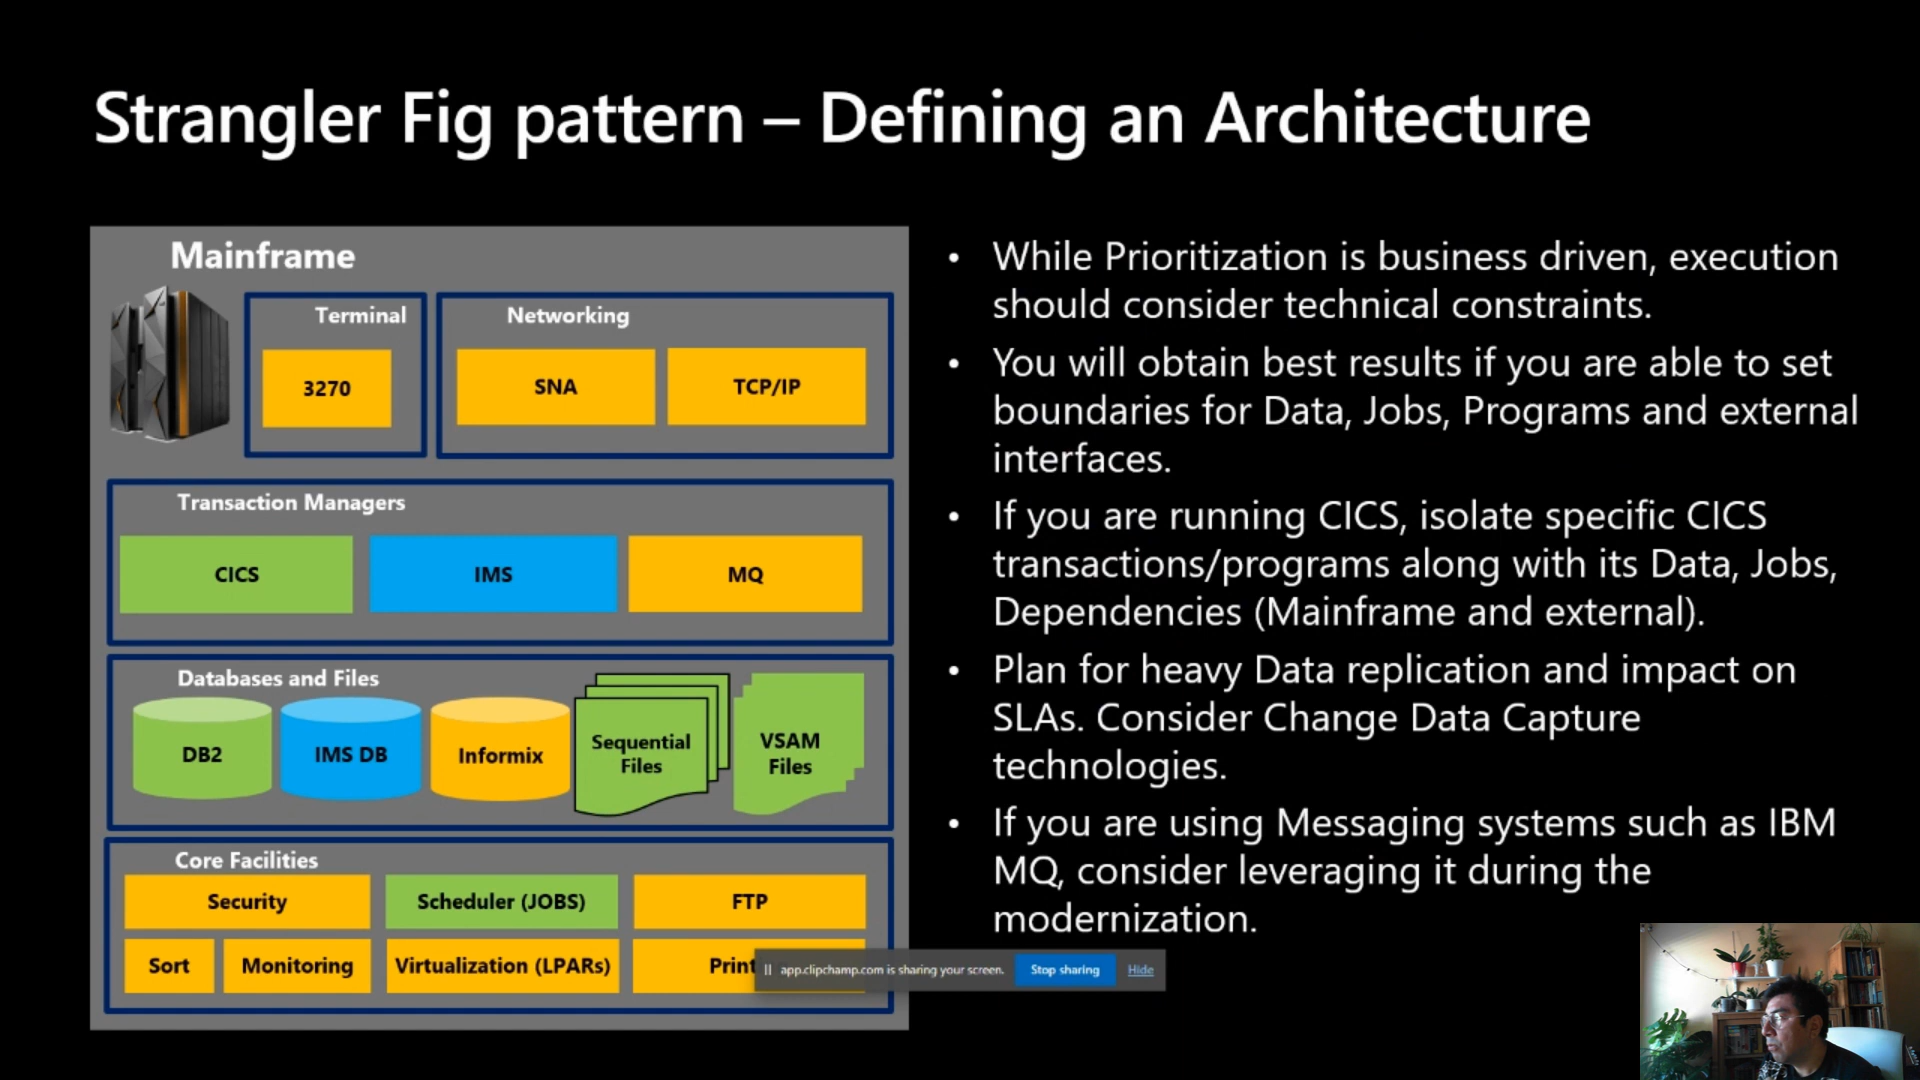 Strangler Fig pattern – Defining an Architecture
Mainframe
Terminal
3270
Networking
SNA
TCP/IP
Transaction Managers
CICS
IMS
MQ
Databases and Files
DB2
IMS DB
Informix
Sequential
Files
VSAM
Files
Core Facilities
Security
Scheduler (JOBS)
FTP
Sort
Monitoring
Virtualization (LPARs)
• While Prioritization is business driven, execution
should consider technical constraints.
• You will obtain best results if you are able to set
boundaries for Data, Jobs, Programs and external
interfaces.
• If you are running CICS, isolate specific CICS
transactions/programs along with its Data, Jobs,
Dependencies (Mainframe and external).
• Plan for heavy Data replication and impact on
SLAs. Consider Change Data Capture
technologies.
• If you are using Messaging systems such as IBM
MQ, consider leveraging it during the
modernization.
app.clipchamp.com is sharing your screen.
Stop sharing
Hide